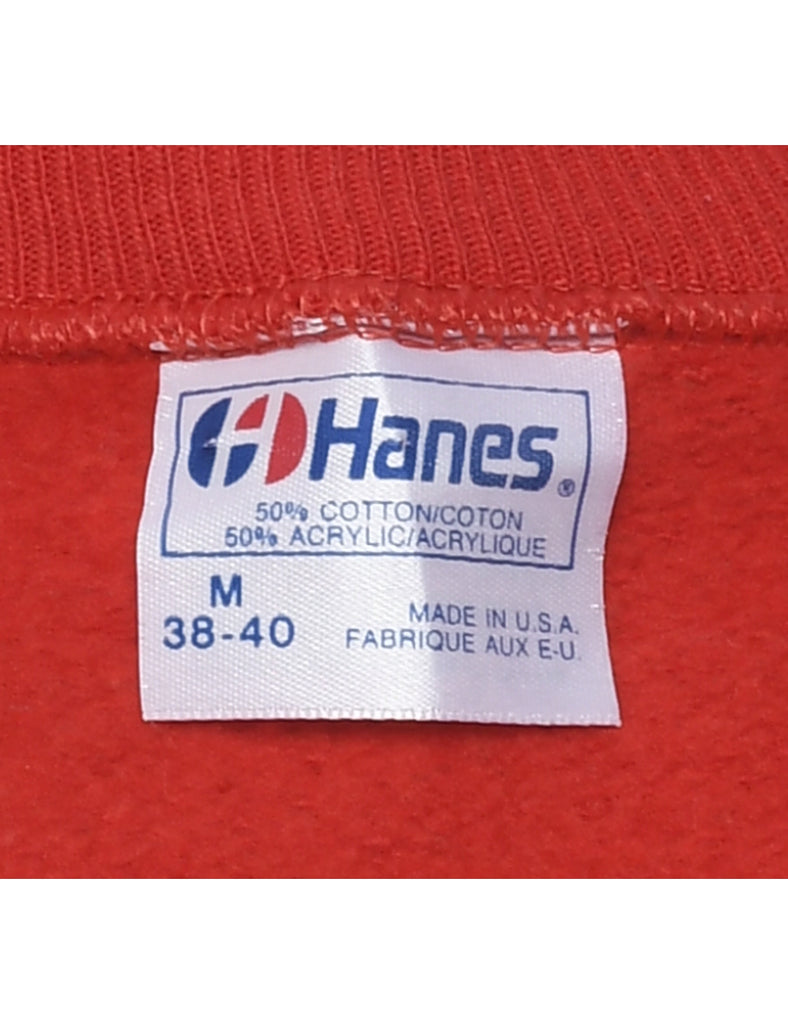 Hanes®
50% COTTON/COTON
50% ACRYLIC/ACRYLIQUE
M
38-40
MADE IN U.S.A.
FABRIQUE AUX E-U.